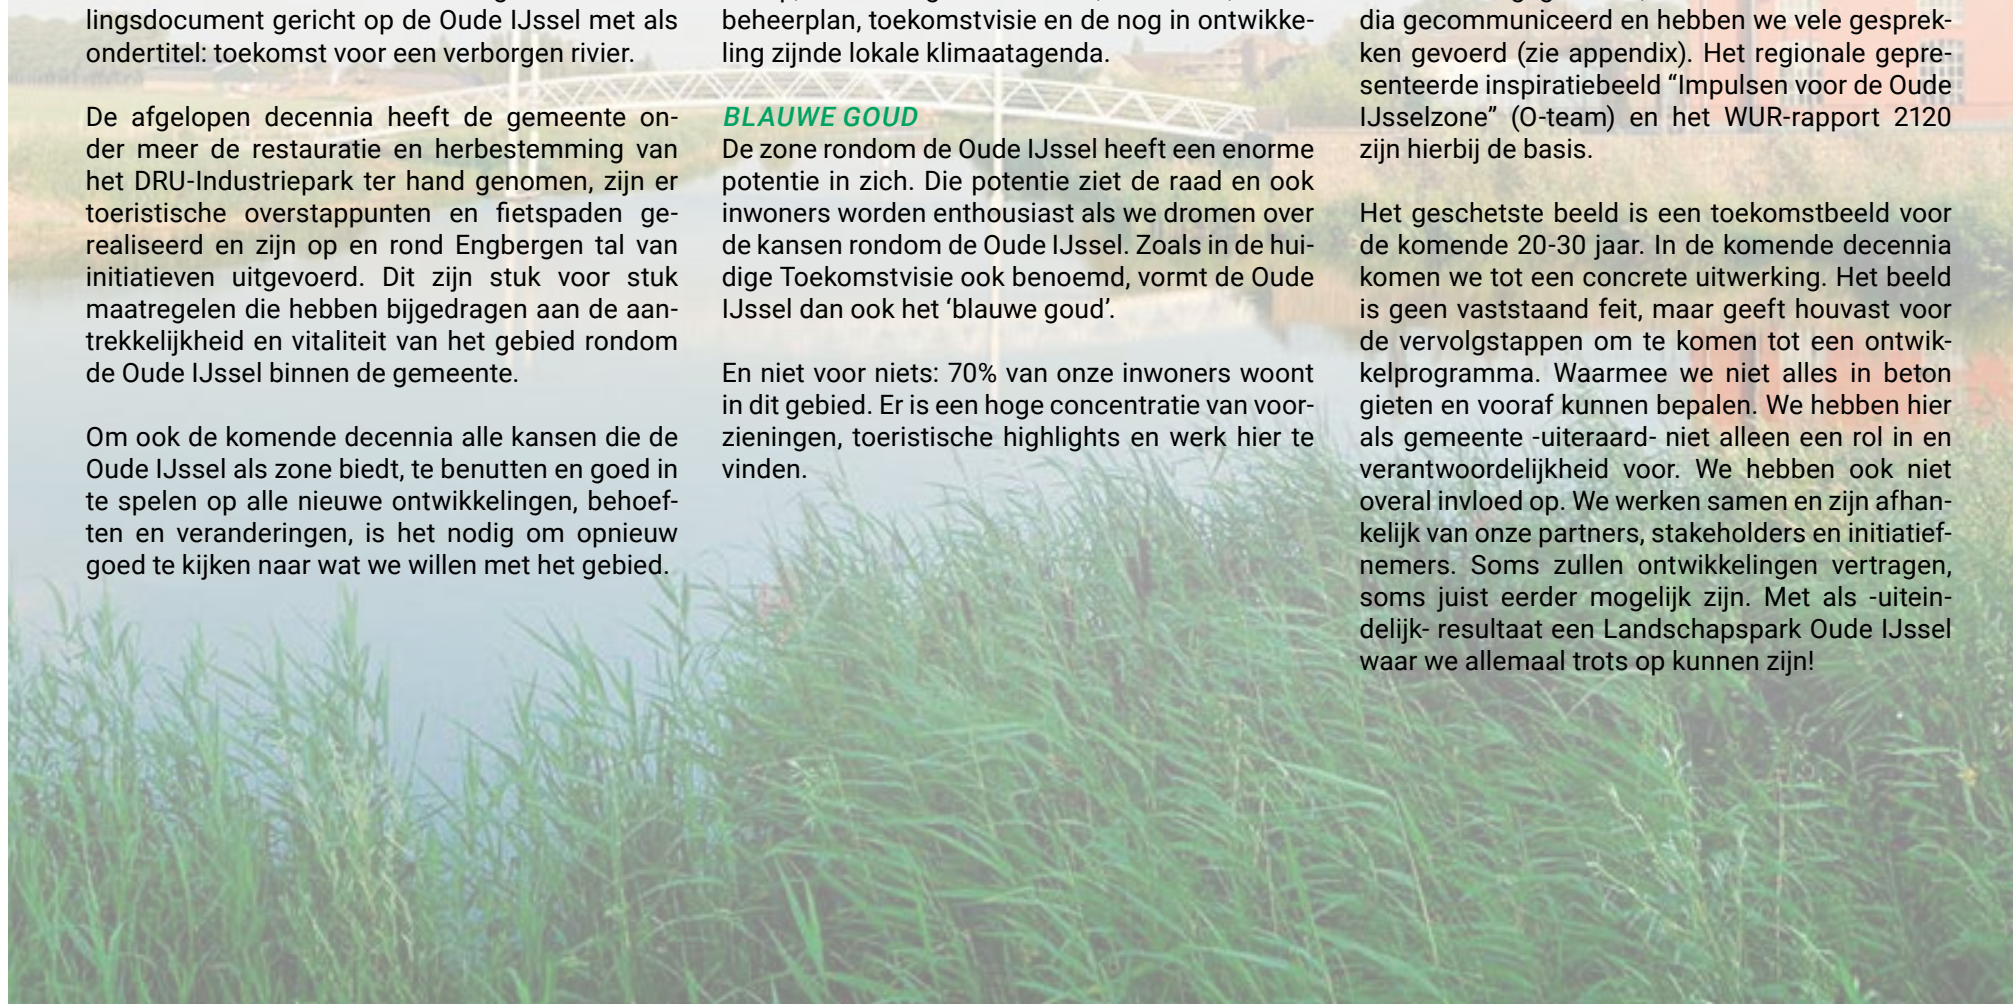 lingsdocument gericht op de Oude IJssel met als
ondertitel: toekomst voor een verborgen rivier.
De afgelopen decennia heeft de gemeente on-
der meer de restauratie en herbestemming van
het DRU-Industriepark ter hand genomen, zijn er
toeristische overstappunten en fietspaden ge-
realiseerd en zijn op en rond Engbergen tal van
initiatieven uitgevoerd. Dit zijn stuk voor stuk
maatregelen die hebben bijgedragen aan de aan-
trekkelijkheid en vitaliteit van het gebied rondom
de Oude IJssel binnen de gemeente.
Om ook de komende decennia alle kansen die de
Oude IJssel als zone biedt, te benutten en goed in
te spelen op alle nieuwe ontwikkelingen, behoef-
ten en veranderingen, is het nodig om opnieuw
goed te kijken naar wat we willen met het gebied.
beheerplan, toekomstvisie en de nog in ontwikke-
ling zijnde lokale klimaatagenda.
BLAUWE GOUD
De zone rondom de Oude IJssel heeft een enorme
potentie in zich. Die potentie ziet de raad en ook
inwoners worden enthousiast als we dromen over
de kansen rondom de Oude IJssel. Zoals in de hui-
dige Toekomstvisie ook benoemd, vormt de Oude
IJssel dan ook het ‘blauwe goud’.
En niet voor niets: 70% van onze inwoners woont
in dit gebied. Er is een hoge concentratie van voor-
zieningen, toeristische highlights en werk hier te
vinden.
dia gecommuniceerd en hebben we vele gesprek-
ken gevoerd (zie appendix). Het regionale gepre-
senteerde inspiratiebeeld “Impulsen voor de Oude
IJsselzone” (O-team) en het WUR-rapport 2120
zijn hierbij de basis.
Het geschetste beeld is een toekomstbeeld voor
de komende 20-30 jaar. In de komende decennia
komen we tot een concrete uitwerking. Het beeld
is geen vaststaand feit, maar geeft houvast voor
de vervolgstappen om te komen tot een ontwik-
kelprogramma. Waarmee we niet alles in beton
gieten en vooraf kunnen bepalen. We hebben hier
als gemeente -uiteraard- niet alleen een rol in en
verantwoordelijkheid voor. We hebben ook niet
overal invloed op. We werken samen en zijn afhan-
kelijk van onze partners, stakeholders en initiatief-
nemers. Soms zullen ontwikkelingen vertragen,
soms juist eerder mogelijk zijn. Met als -uitein-
delijk- resultaat een Landschapspark Oude IJssel
waar we allemaal trots op kunnen zijn!